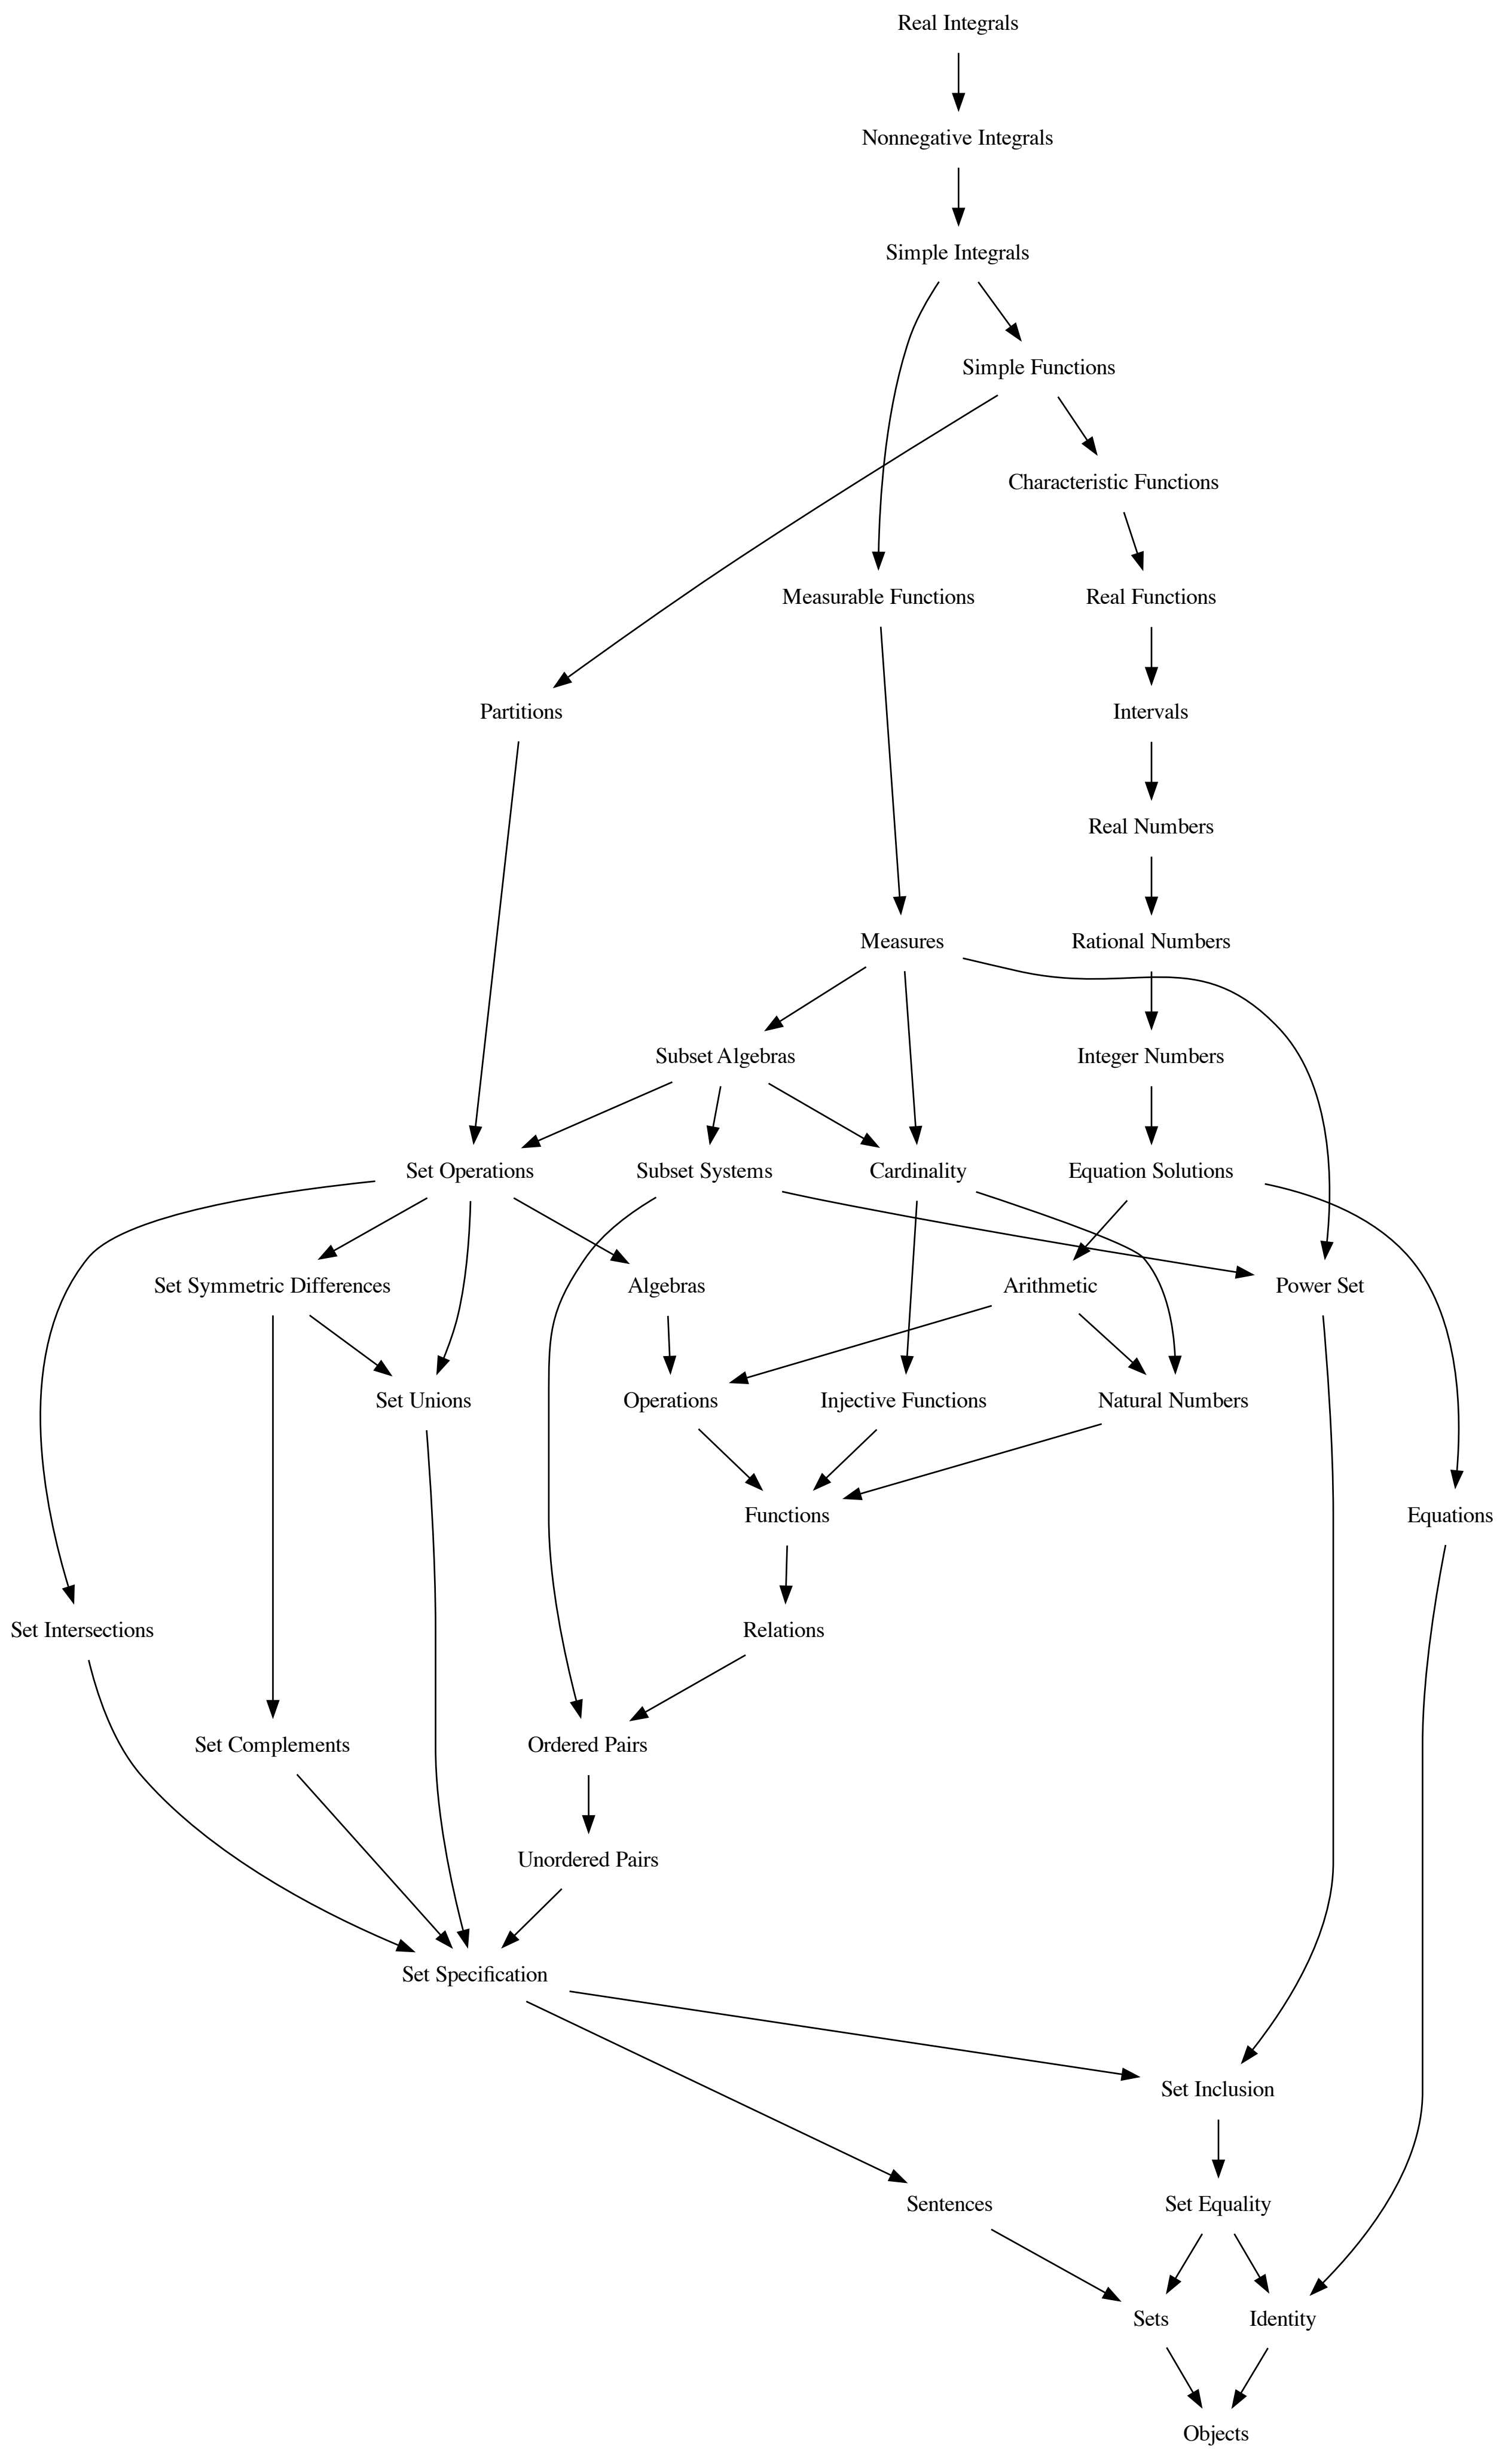 Real Integrals
Nonnegative Integrals
Simple Integrals
Simple Functions
Characteristic Functions
Measurable Functions
Real Functions
Partitions
Intervals
Real Numbers
Measures
Rational Numbers
Subset Algebras
Integer Numbers
Set Operations
Subset Systems
Cardinality
Equation Solutions
Set Symmetric Differences
Algebras
Arithmetic
Power Set
Set Unions
Operations
Injective Functions
Natural Numbers
Functions
Equations
Set Intersections
Relations
Set Complements
Ordered Pairs
Unordered Pairs
Set Specification
Set Inclusion
Sentences
Set Equality
Sets
Identity
Objects